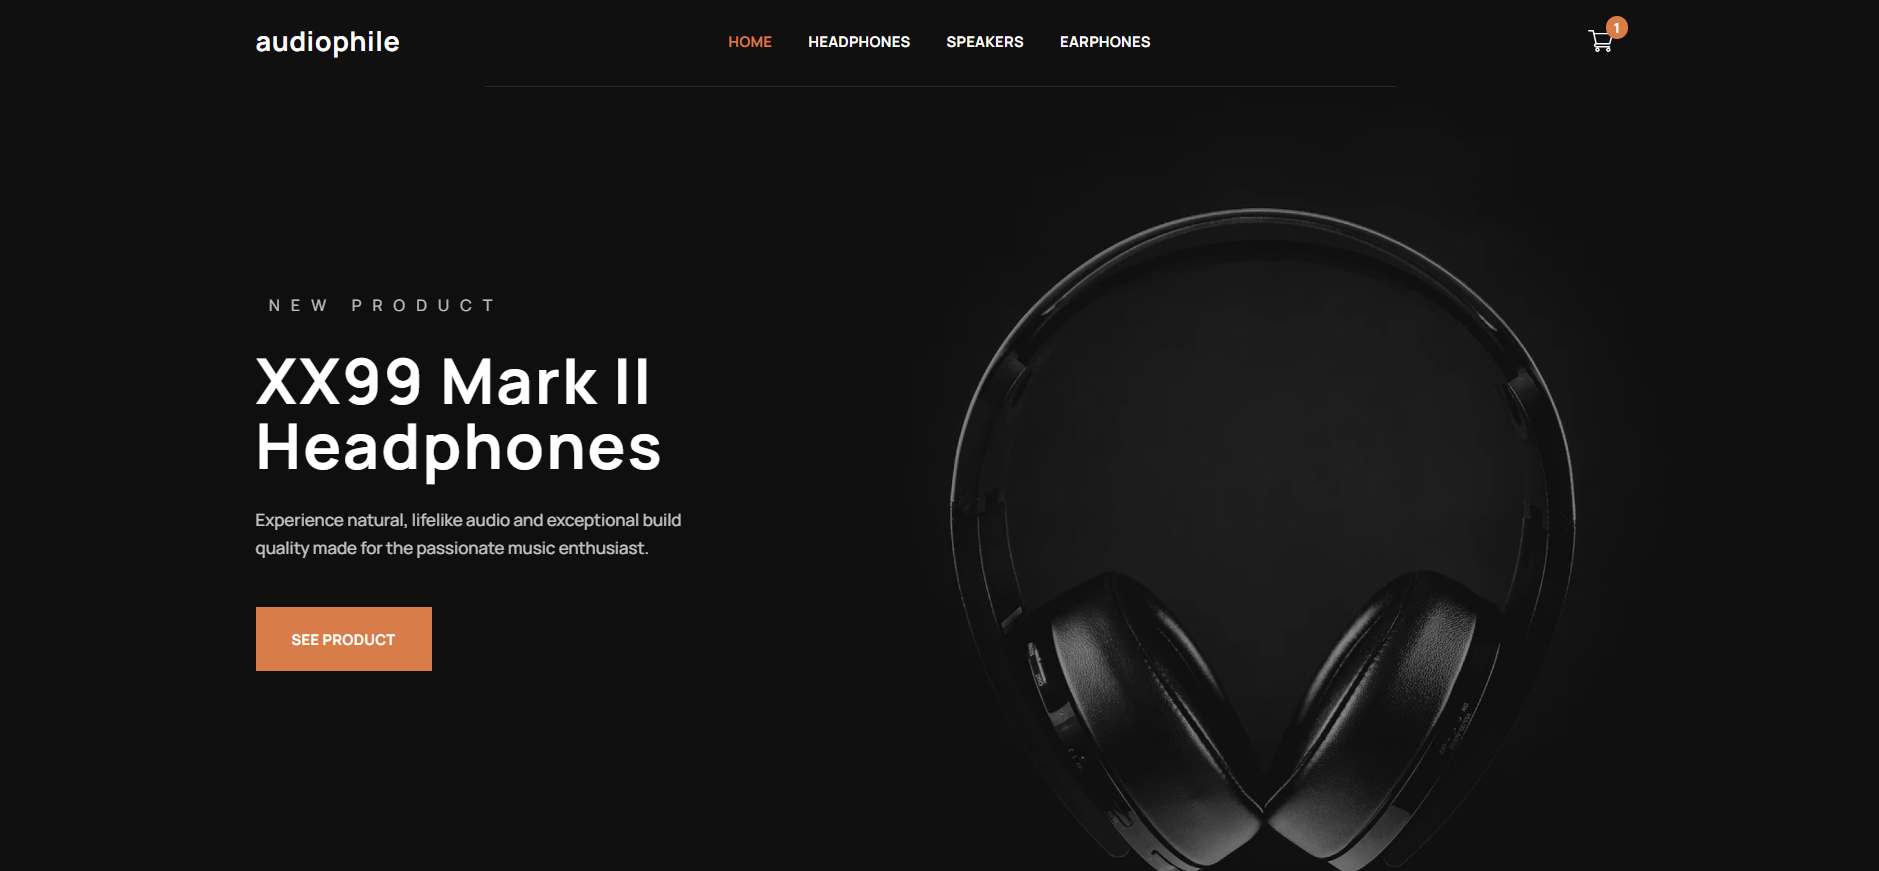 audiophile
HOME HEADPHONES SPEAKERS EARPHONES
1
NEW PRODUCT
XX99 Mark II
Headphones
Experience natural, lifelike audio and exceptional build
quality made for the passionate music enthusiast.
SEE PRODUCT